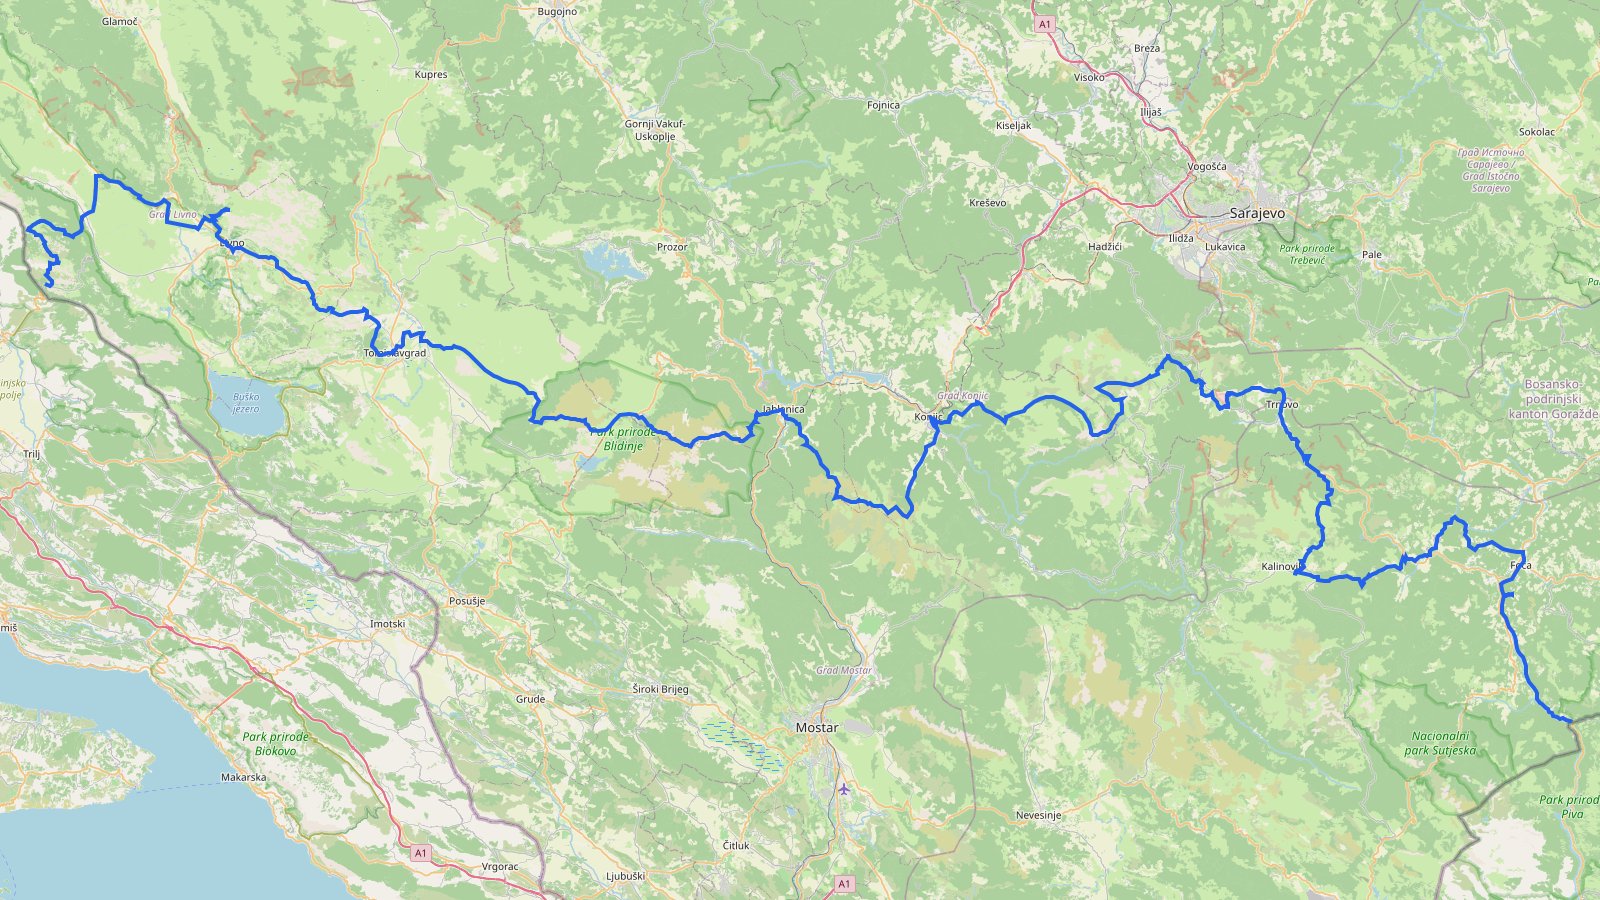 Glamoč
Bugojno
A1
Breza
Kupres
Visoko
Fojnica
Ilijaš
Gornji Vakuf-
Uskoplje
Kiseljak
Sokolac
Град Источно
Сарајево /
Grad Istočno
Sarajevo
Vogošća
Kreševo
Grad Livno
Sarajevo
Livno
Prozor
Hadžići
Ilidža
Lukavica
Park prirode
Trebević
Pale
Tomislavgrad
injsko
polje
Buško
jezero
Bosansko-
podrinjski
kanton Goražde
Jablanica
Grad Konjic
Konjic
Trnovo
Park prirode
Blidinje
Trilj
Kalinovik
Foča
Posušje
Imotski
miš
Grad Mostar
Široki Brijeg
Grude
Mostar
Park prirode
Biokovo
Nacionalni
park Sutjeska
Makarska
Park prirode
Piva
Nevesinje
Čitluk
A1
Vrgorac
Ljubuški
A1